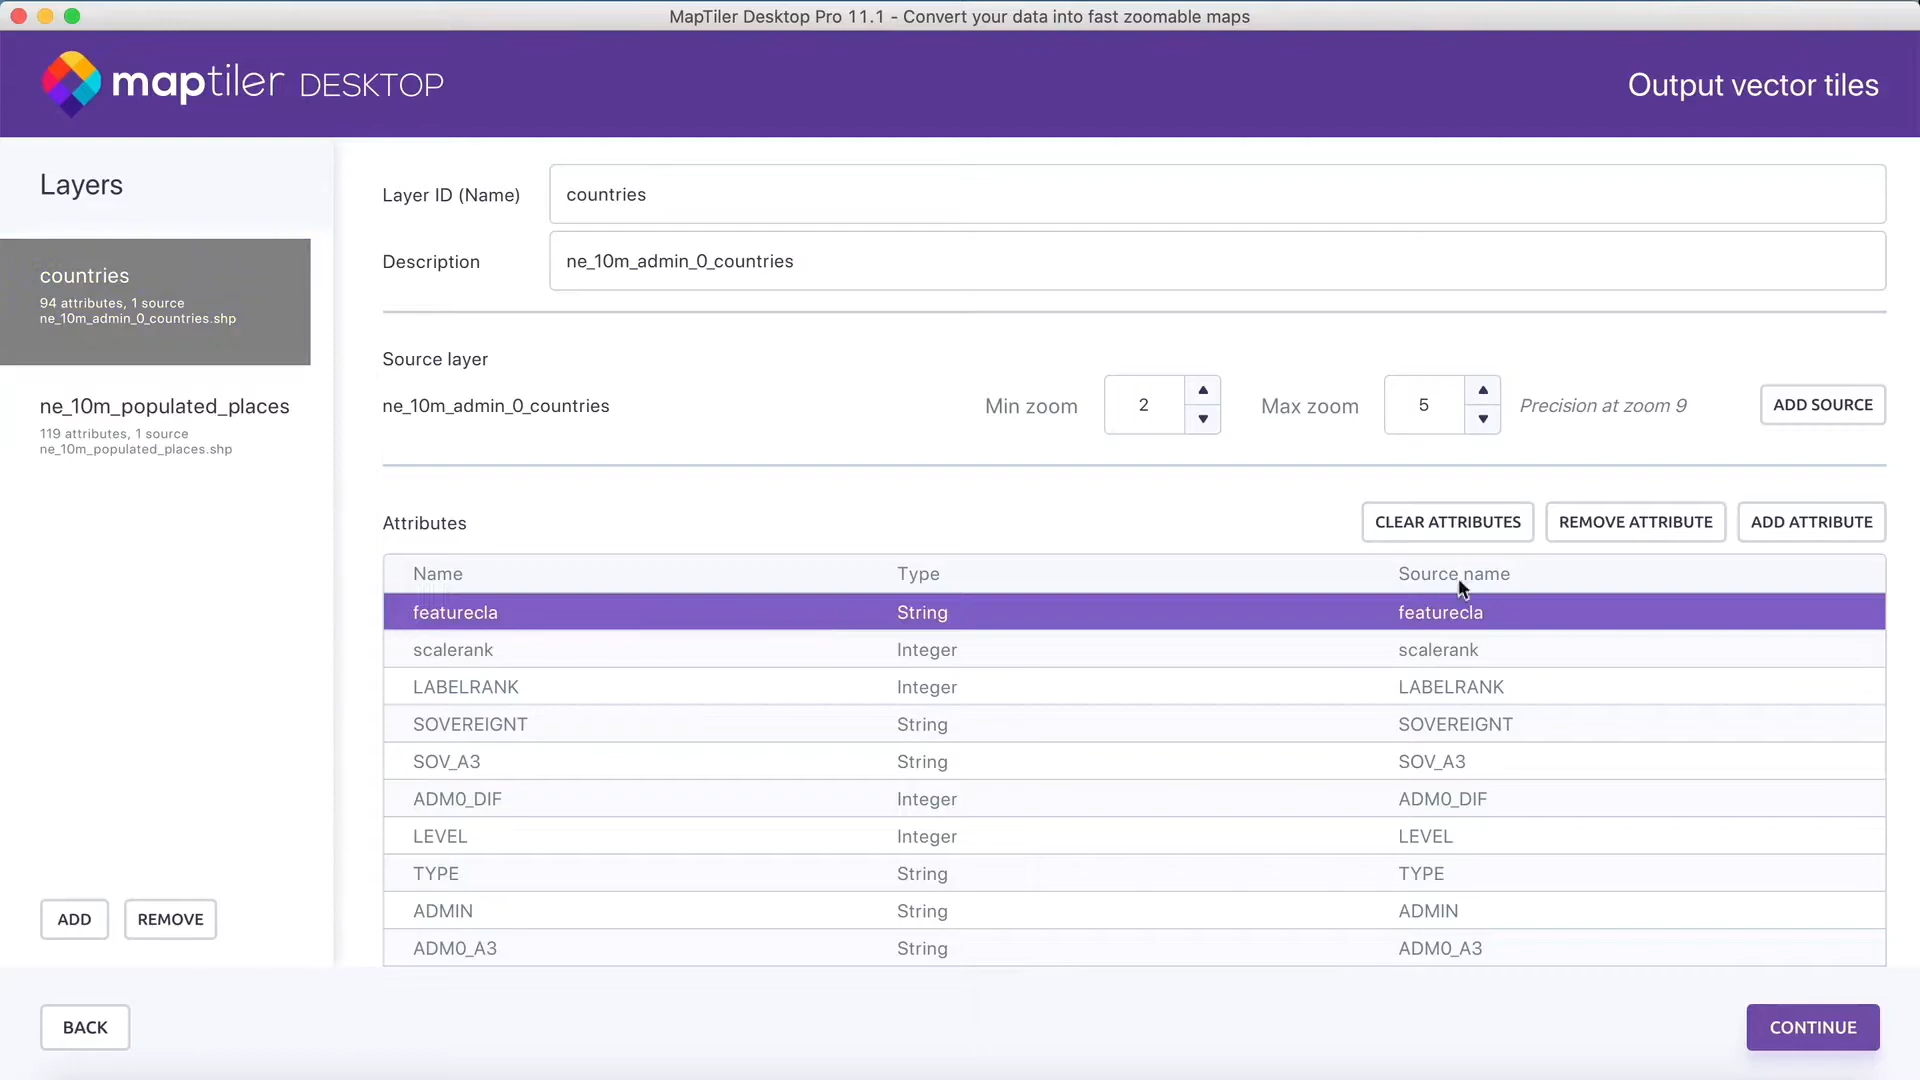 MapTiler Desktop Pro 11.1 - Convert your data into fast zoomable maps
maptiler DESKTOP
Output vector tiles
Layers
countries
94 attributes, 1 source
ne_10m_admin_0_countries.shp
ne_10m_populated_places
119 attributes, 1 source
ne_10m_populated_places.shp
ADD REMOVE
Layer ID (Name) countries
Description ne_10m_admin_0_countries
Source layer
ne_10m_admin_0_countries Min zoom 2 Max zoom 5 Precision at zoom 9 ADD SOURCE
Attributes CLEAR ATTRIBUTES REMOVE ATTRIBUTE ADD ATTRIBUTE
Name Type Source name
featurecla String featurecla
scalerank Integer scalerank
LABELRANK Integer LABELRANK
SOVEREIGNT String SOVEREIGNT
SOV_A3 String SOV_A3
ADM0_DIF Integer ADM0_DIF
LEVEL Integer LEVEL
TYPE String TYPE
ADMIN String ADMIN
ADM0_A3 String ADM0_A3
BACK CONTINUE